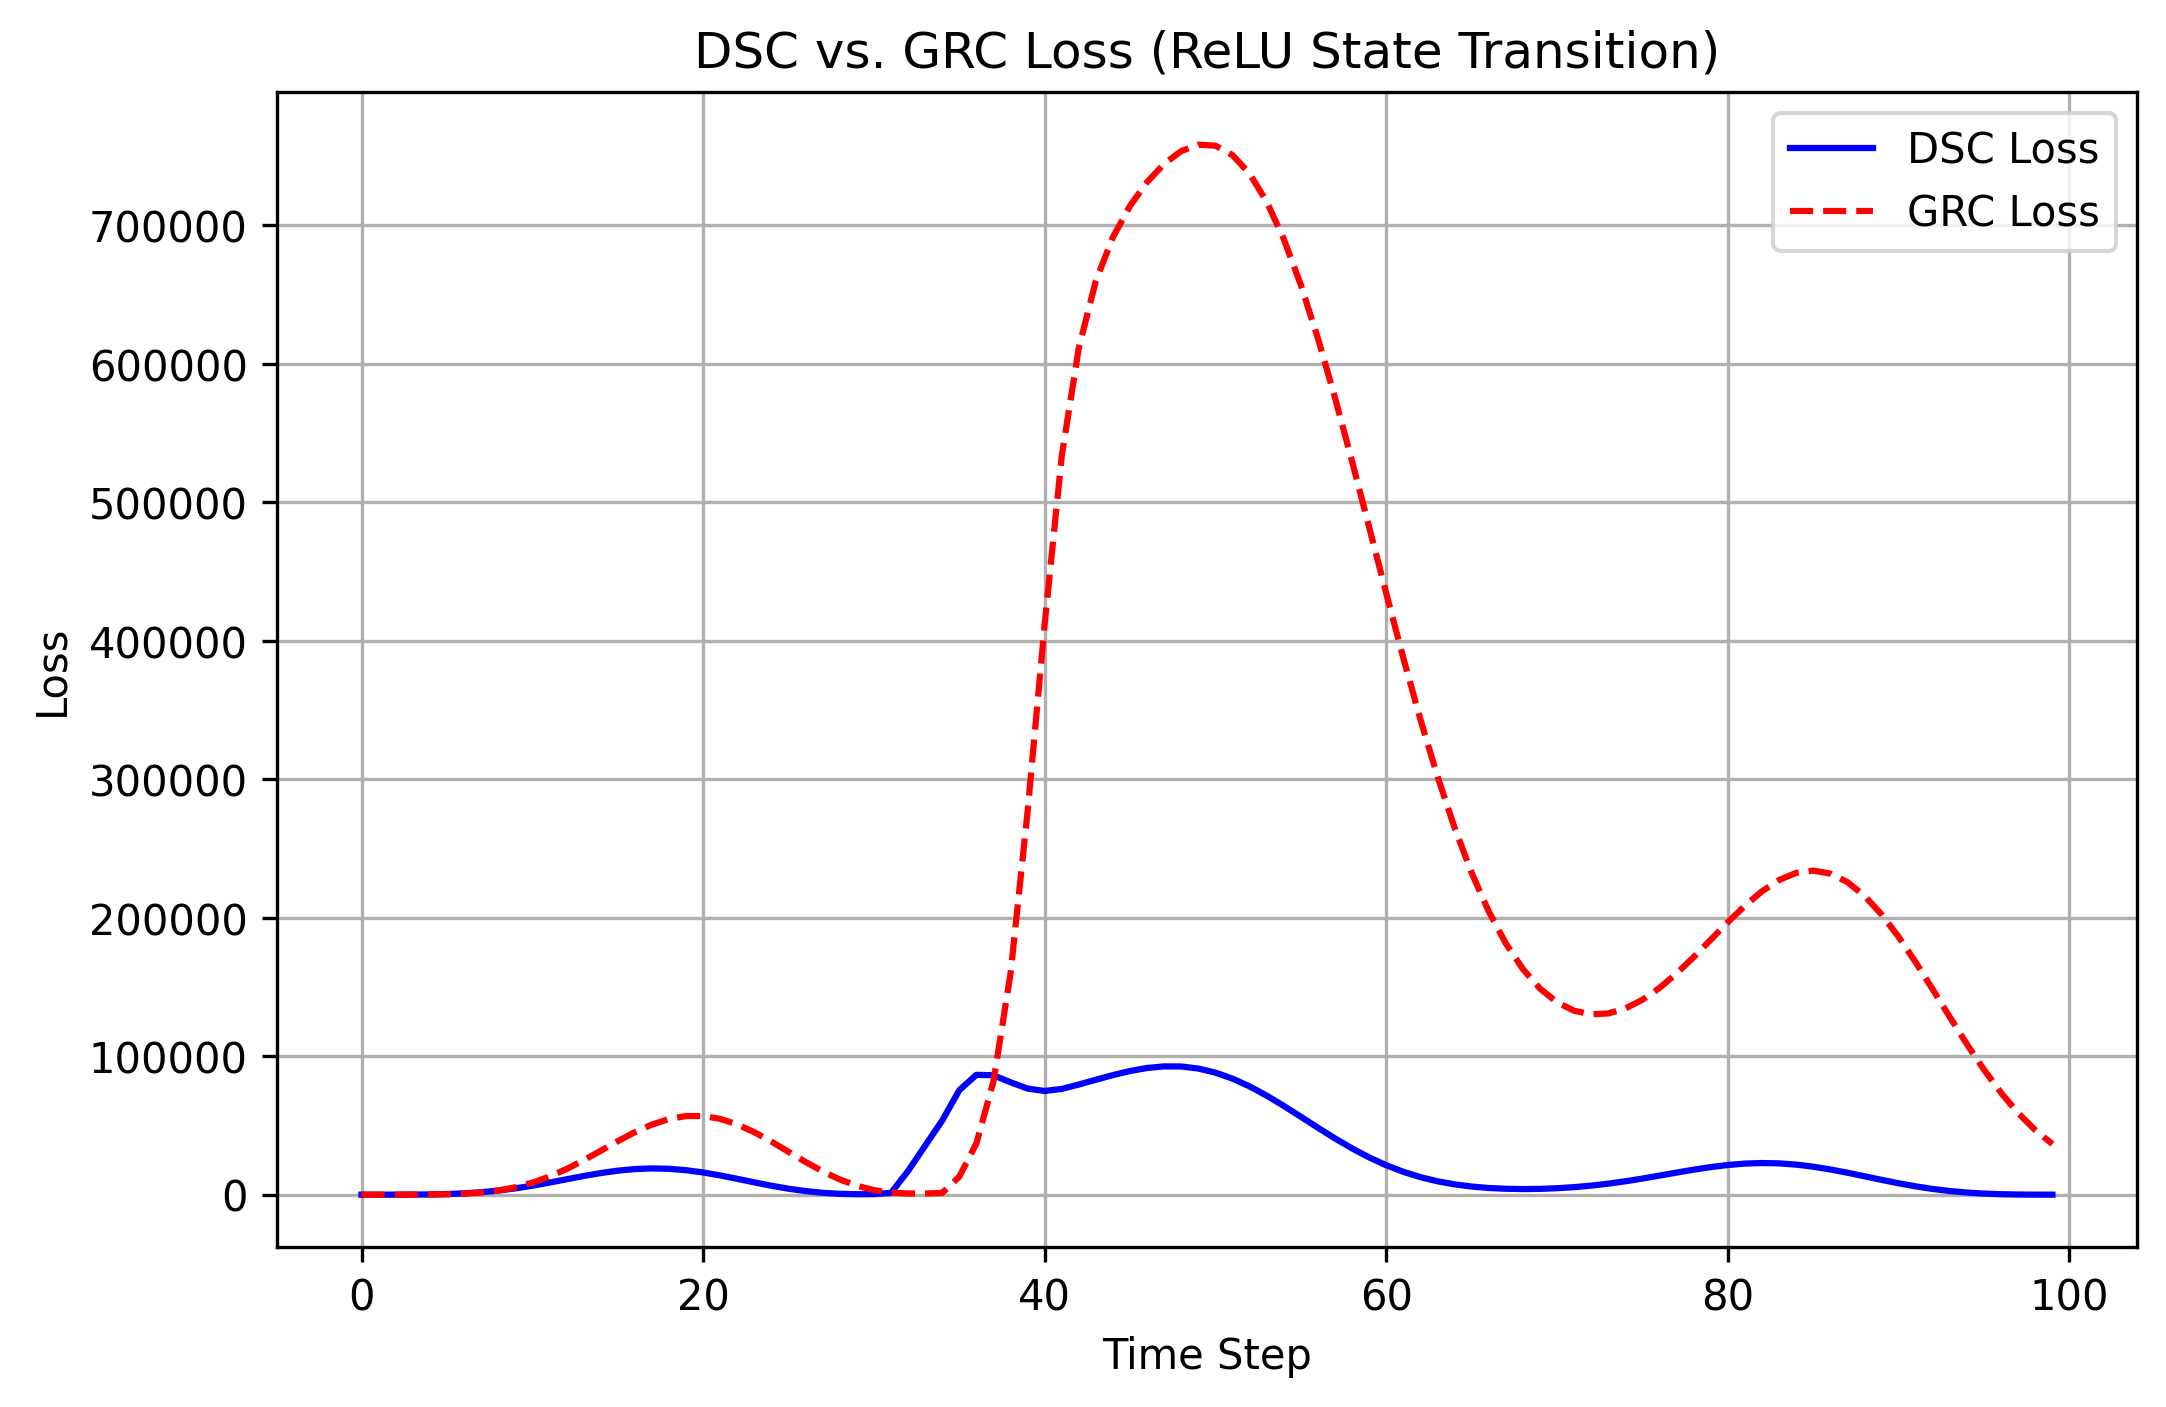 DSC vs. GRC Loss (ReLU State Transition)
DSC Loss
GRC Loss
700000
600000
500000
400000
300000
200000
100000
0
Loss
0 20 40 60 80 100
Time Step